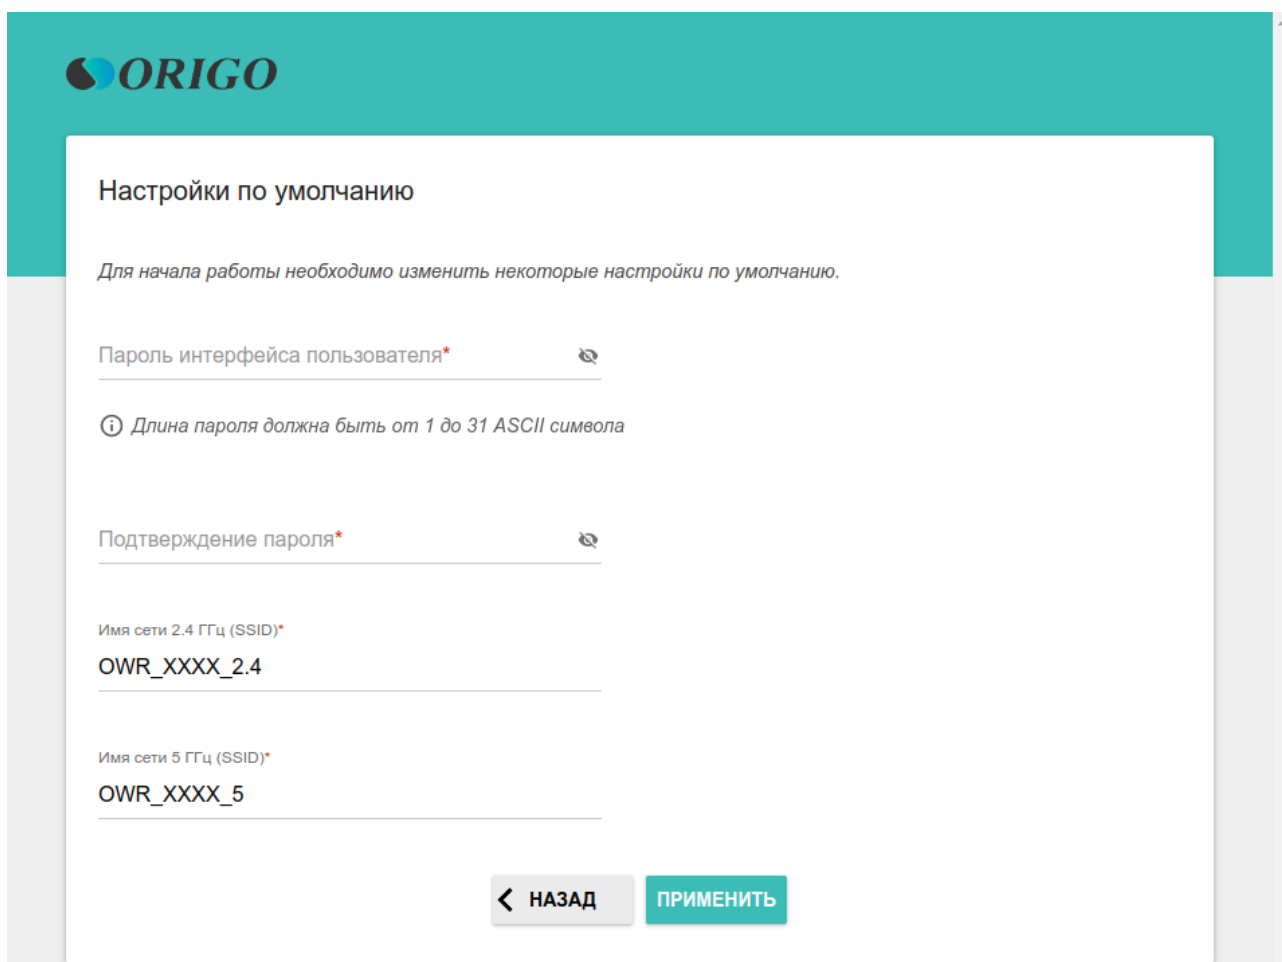 ORIGO
Настройки по умолчанию
Для начала работы необходимо изменить некоторые настройки по умолчанию.
Пароль интерфейса пользователя*
Длина пароля должна быть от 1 до 31 ASCII символа
Подтверждение пароля*
Имя сети 2.4 ГГц (SSID)*
OWR_XXXX_2.4
Имя сети 5 ГГц (SSID)*
OWR_XXXX_5
НАЗАД
ПРИМЕНИТЬ